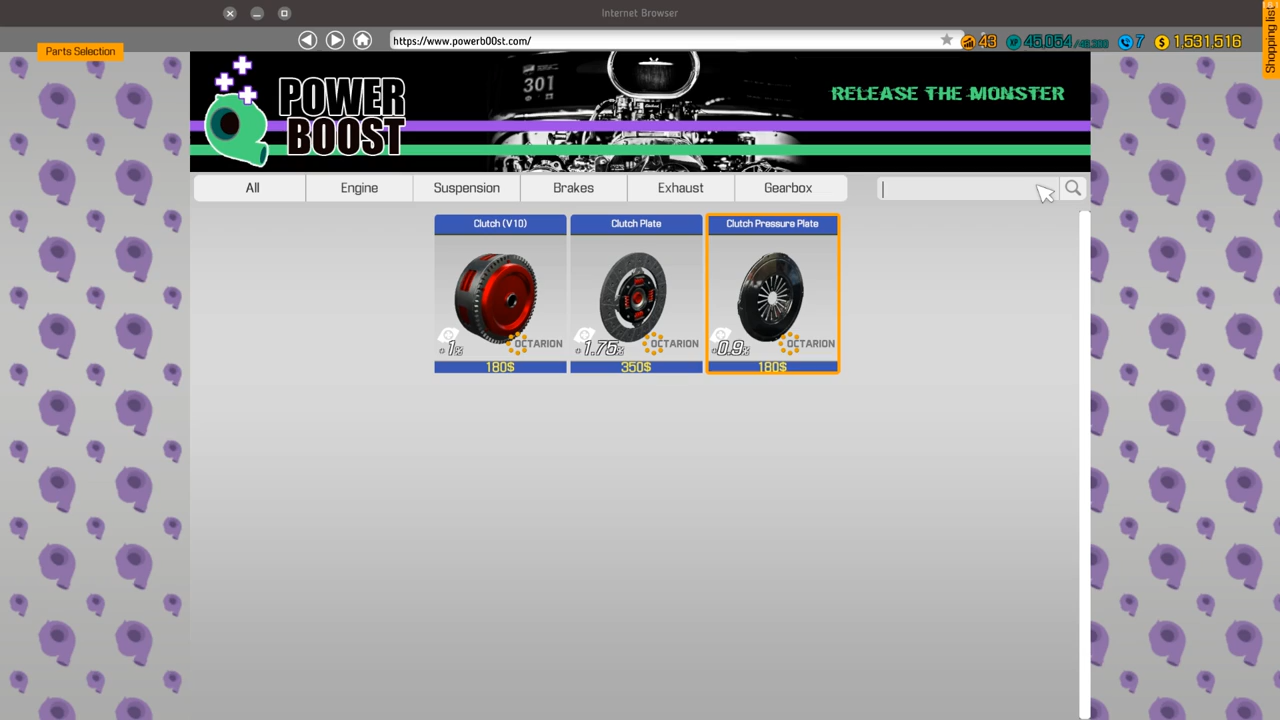 Internet Browser
Parts Selection
https://www.powerb00st.com/
43
45,054
7
1,531,516
Shopping list
301
POWER
BOOST
RELEASE THE MONSTER
All
Engine
Suspension
Brakes
Exhaust
Gearbox
Clutch (V10)
Clutch Plate
Clutch Pressure Plate
+1%
OCTARION
+1.75%
OCTARION
+0.9%
OCTARION
180$
350$
180$